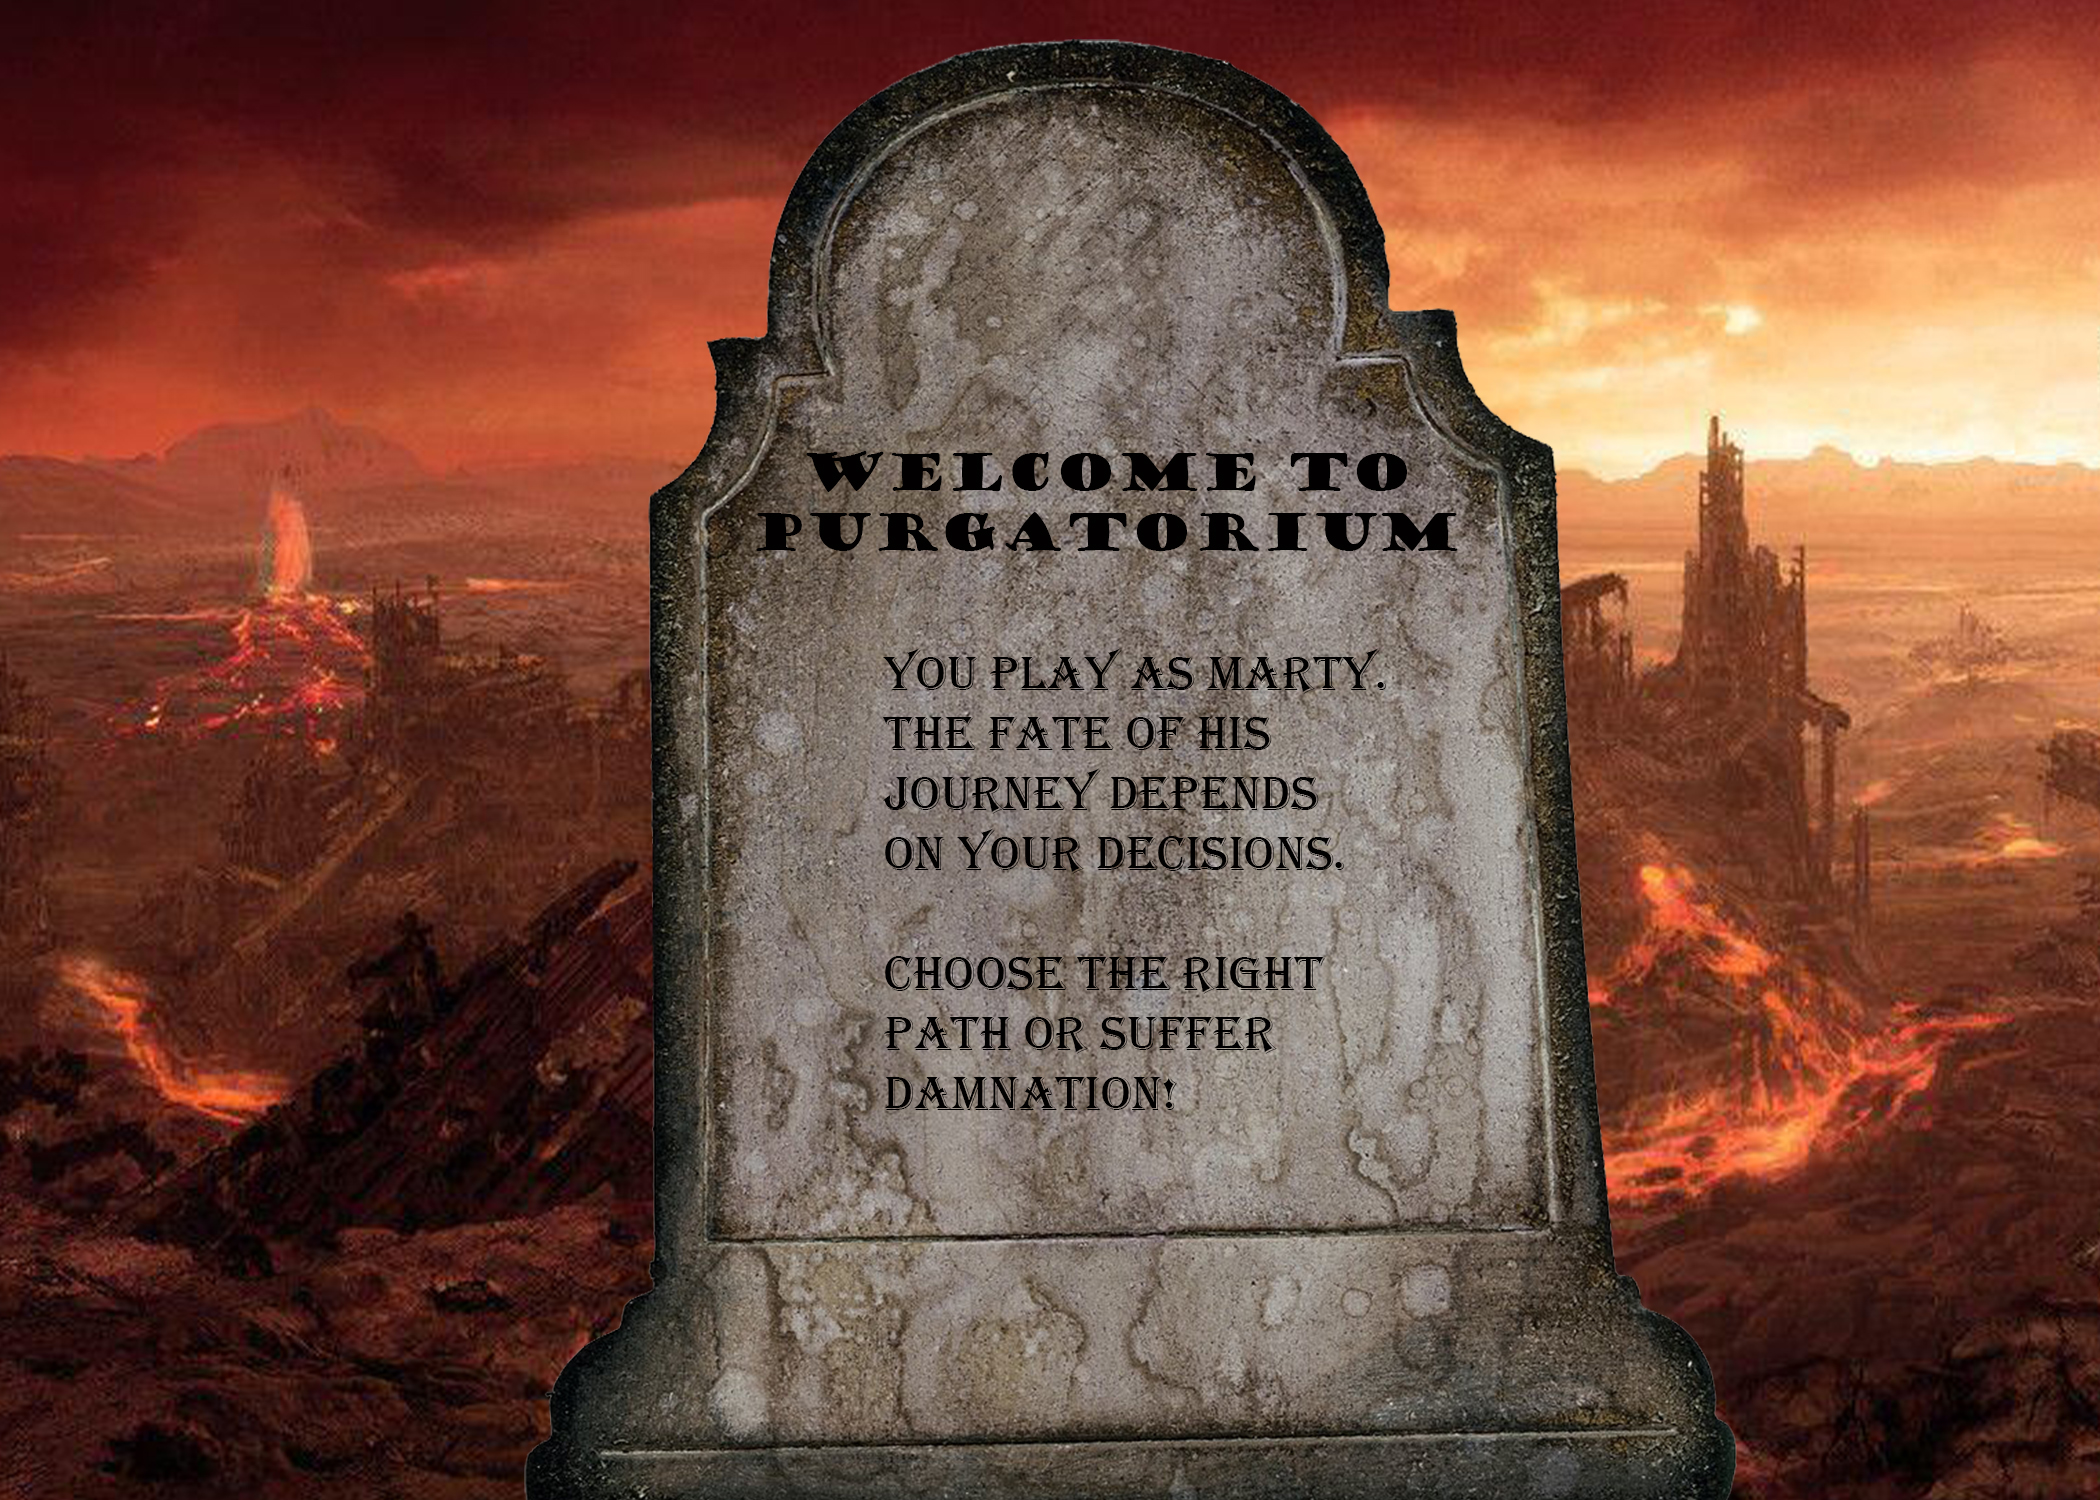 WELCOME TO
PURGATORIUM
YOU PLAY AS MARTY.
THE FATE OF HIS
JOURNEY DEPENDS
ON YOUR DECISIONS.
CHOOSE THE RIGHT
PATH OR SUFFER
DAMNATION!